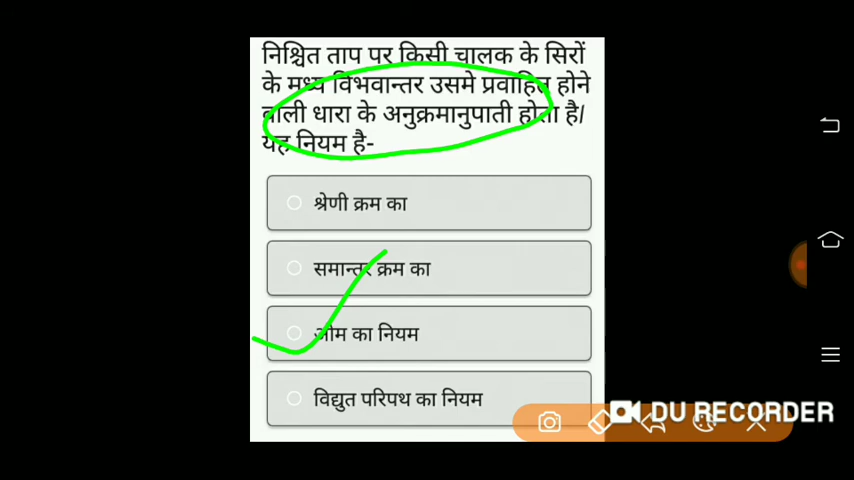 निश्चित ताप पर किसी चालक के सिरों
के मध्य विभवान्तर उसमे प्रवाहित होने
वाली धारा के अनुक्रमानुपाती होता है/
यह नियम है-
श्रेणी क्रम का
समान्तर क्रम का
ओम का नियम
विद्युत परिपथ का नियम
DU RECORDER